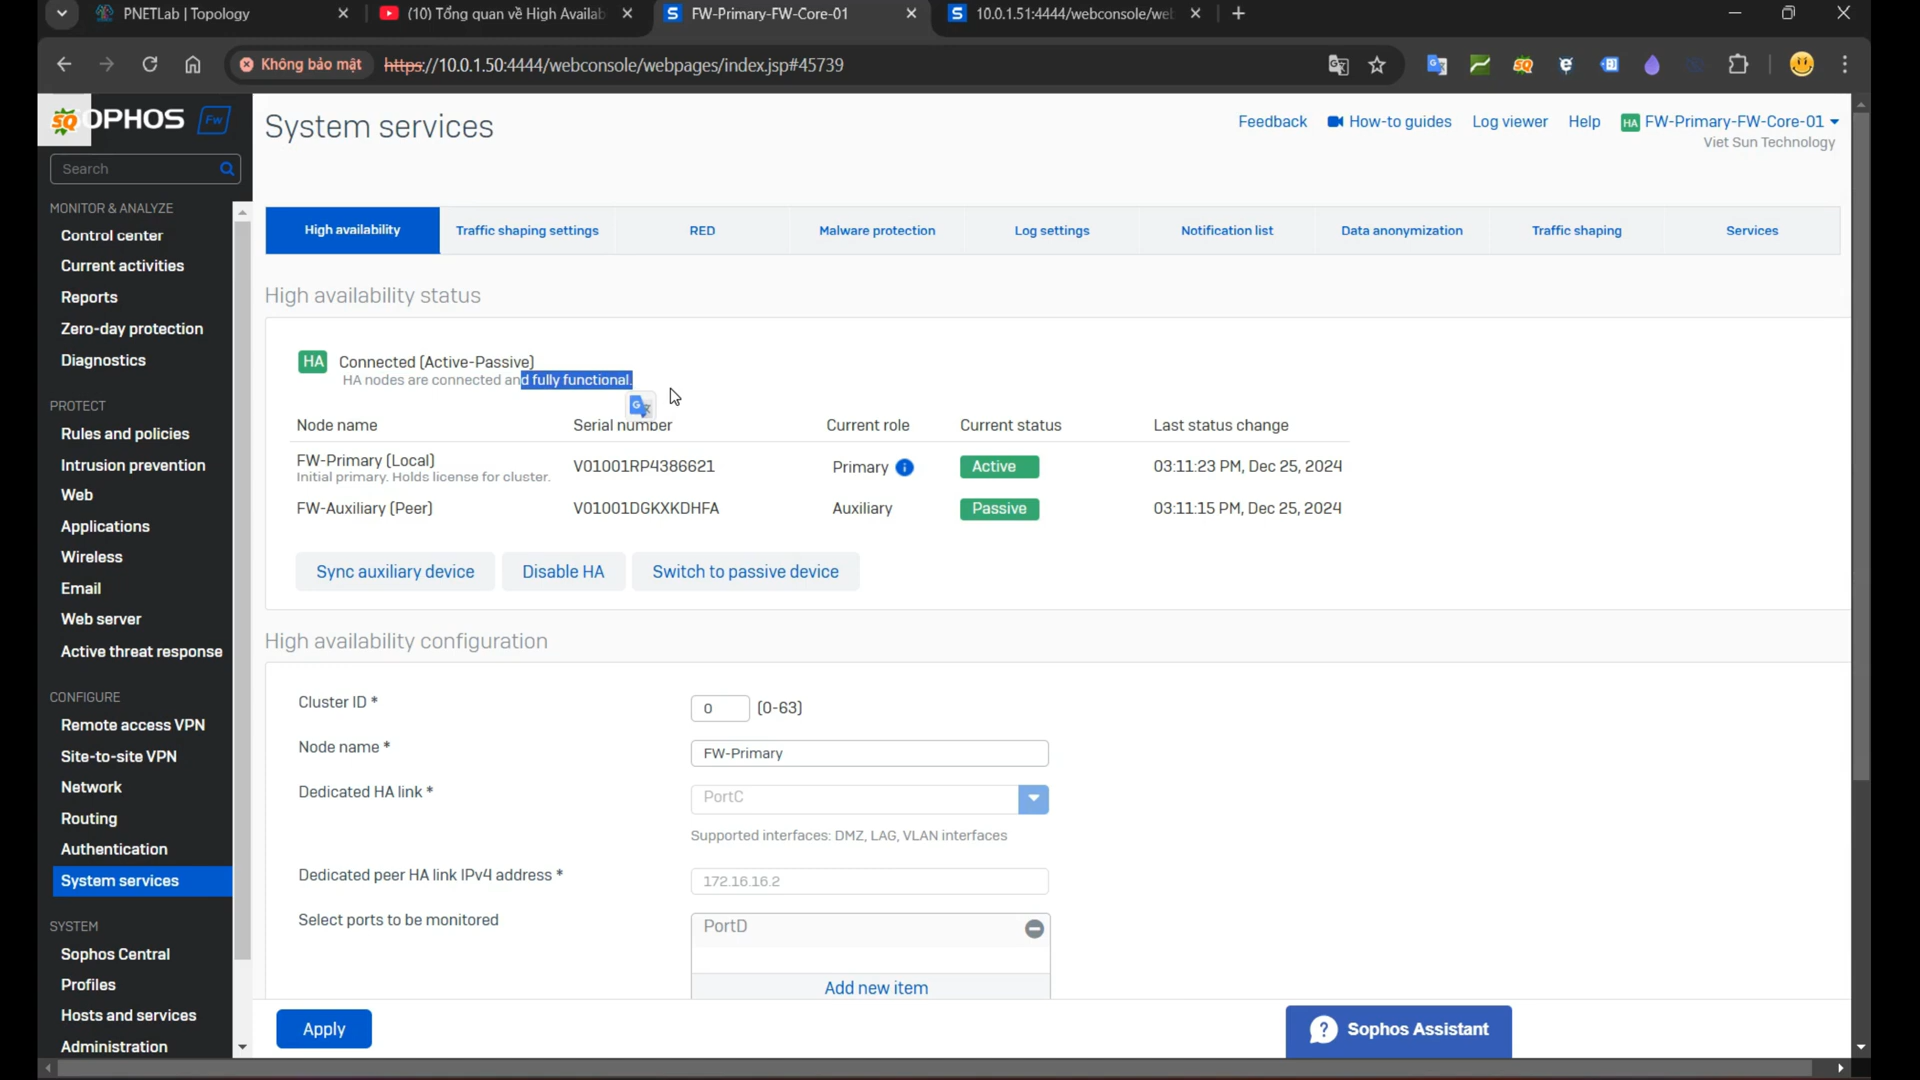 PNETLab | Topology
(10) Tổng quan về High Availab
FW-Primary-FW-Core-01
10.0.1.51:4444/webconsole/we
Không bảo mật
https://10.0.1.50:4444/webconsole/webpages/index.jsp#45739
SQ
OPHOS
Fw
Search
MONITOR & ANALYZE
Control center
Current activities
Reports
Zero-day protection
Diagnostics
PROTECT
Rules and policies
Intrusion prevention
Web
Applications
Wireless
Email
Web server
Active threat response
CONFIGURE
Remote access VPN
Site-to-site VPN
Network
Routing
Authentication
System services
SYSTEM
Sophos Central
Profiles
Hosts and services
Administration
System services
Feedback
How-to guides
Log viewer
Help
HA FW-Primary-FW-Core-01
Viet Sun Technology
High availability
Traffic shaping settings
RED
Malware protection
Log settings
Notification list
Data anonymization
Traffic shaping
Services
High availability status
HA Connected (Active-Passive)
HA nodes are connected and fully functional.
Node name Serial number Current role Current status Last status change
FW-Primary (Local) V01001RP4386621 Primary Active 03:11:23 PM, Dec 25, 2024
Initial primary. Holds license for cluster.
FW-Auxiliary (Peer) V01001DGKXKDHFA Auxiliary Passive 03:11:15 PM, Dec 25, 2024
Sync auxiliary device
Disable HA
Switch to passive device
High availability configuration
Cluster ID * 0 (0-63)
Node name * FW-Primary
Dedicated HA link * PortC
Supported interfaces: DMZ, LAG, VLAN interfaces
Dedicated peer HA link IPv4 address * 172.16.16.2
Select ports to be monitored PortD
Add new item
Apply
Sophos Assistant